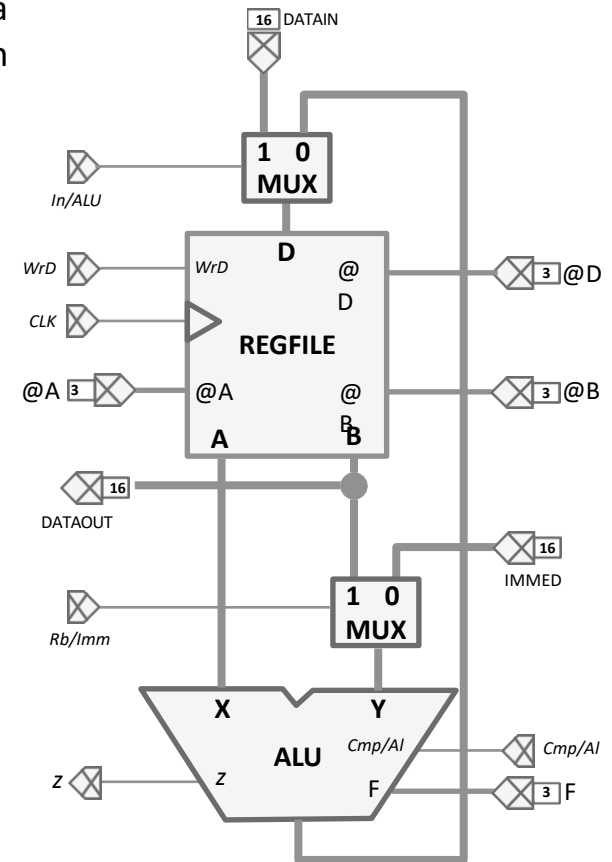 a
n
16 DATAIN
1 0
MUX
In/ALU
D
WrD
WrD
@
D
3 @D
CLK
REGFILE
@A 3
@A
@
B
3 @B
A
B
16
DATAOUT
16
IMMED
1 0
MUX
Rb/Imm
X
Y
Cmp/Al
Cmp/Al
ALU
z
z
F
3 F